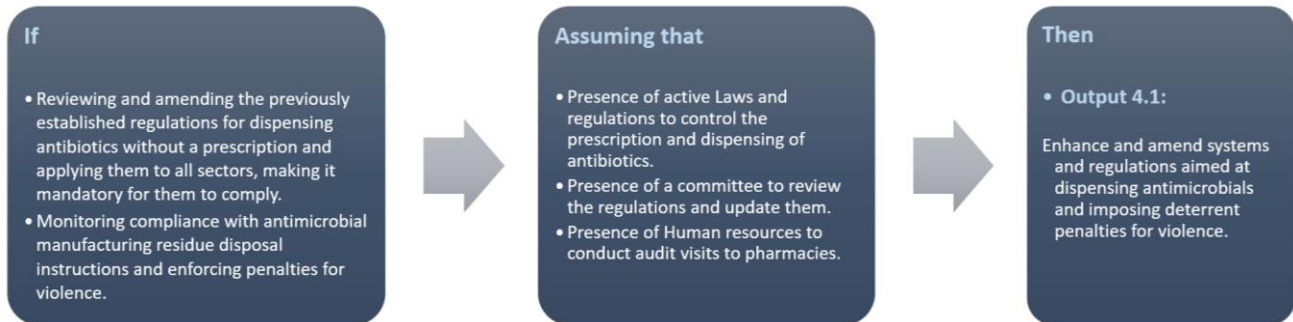 If
• Reviewing and amending the previously
established regulations for dispensing
antibiotics without a prescription and
applying them to all sectors, making it
mandatory for them to comply.
• Monitoring compliance with antimicrobial
manufacturing residue disposal
instructions and enforcing penalties for
violence.
Assuming that
• Presence of active Laws and
regulations to control the
prescription and dispensing of
antibiotics.
• Presence of a committee to review
the regulations and update them.
• Presence of Human resources to
conduct audit visits to pharmacies.
Then
• Output 4.1:
Enhance and amend systems
and regulations aimed at
dispensing antimicrobials
and imposing deterrent
penalties for violence.